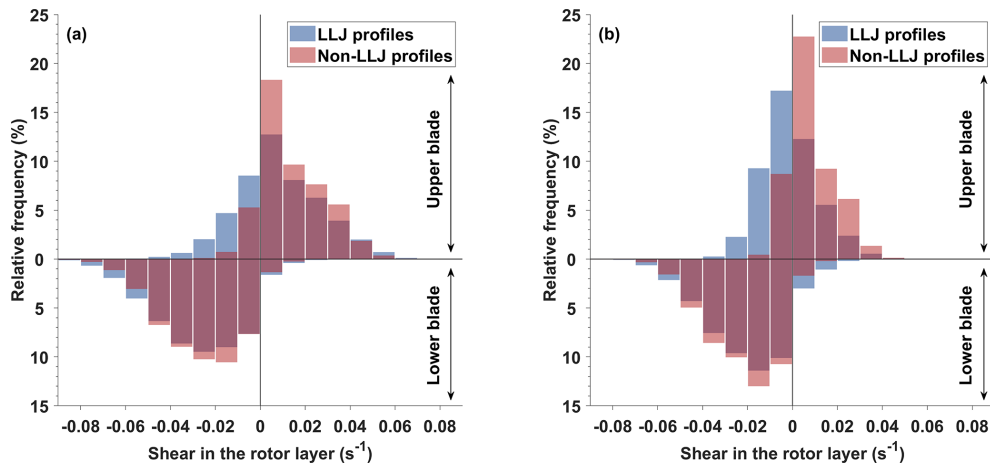 (a)
LLJ profiles
Non-LLJ profiles
Relative frequency (%)
25
20
15
10
5
0
5
10
15
Upper blade
Lower blade
-0.08 -0.06 -0.04 -0.02 0 0.02 0.04 0.06 0.08
Shear in the rotor layer (s⁻¹)
(b)
LLJ profiles
Non-LLJ profiles
Relative frequency (%)
25
20
15
10
5
0
5
10
15
Upper blade
Lower blade
-0.08 -0.06 -0.04 -0.02 0 0.02 0.04 0.06 0.08
Shear in the rotor layer (s⁻¹)